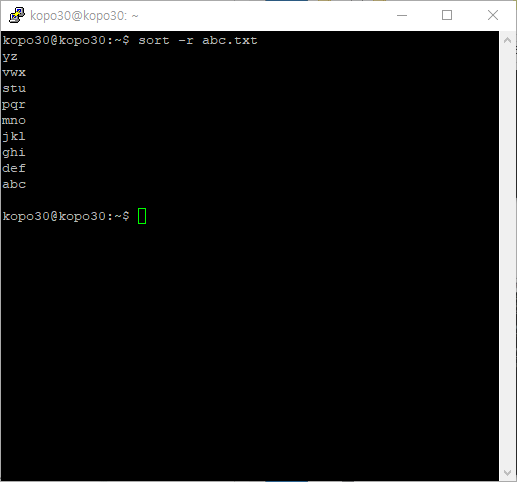 kopo30@kopo30: ~
kopo30@kopo30:~$ sort -r abc.txt
yz
vwx
stu
pqr
mno
jkl
ghi
def
abc
kopo30@kopo30:~$